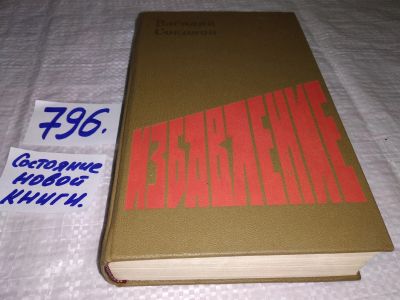 Василий
Соколов
ИЗБАВЛЕНИЕ
796.
Состояние
новой
книги.